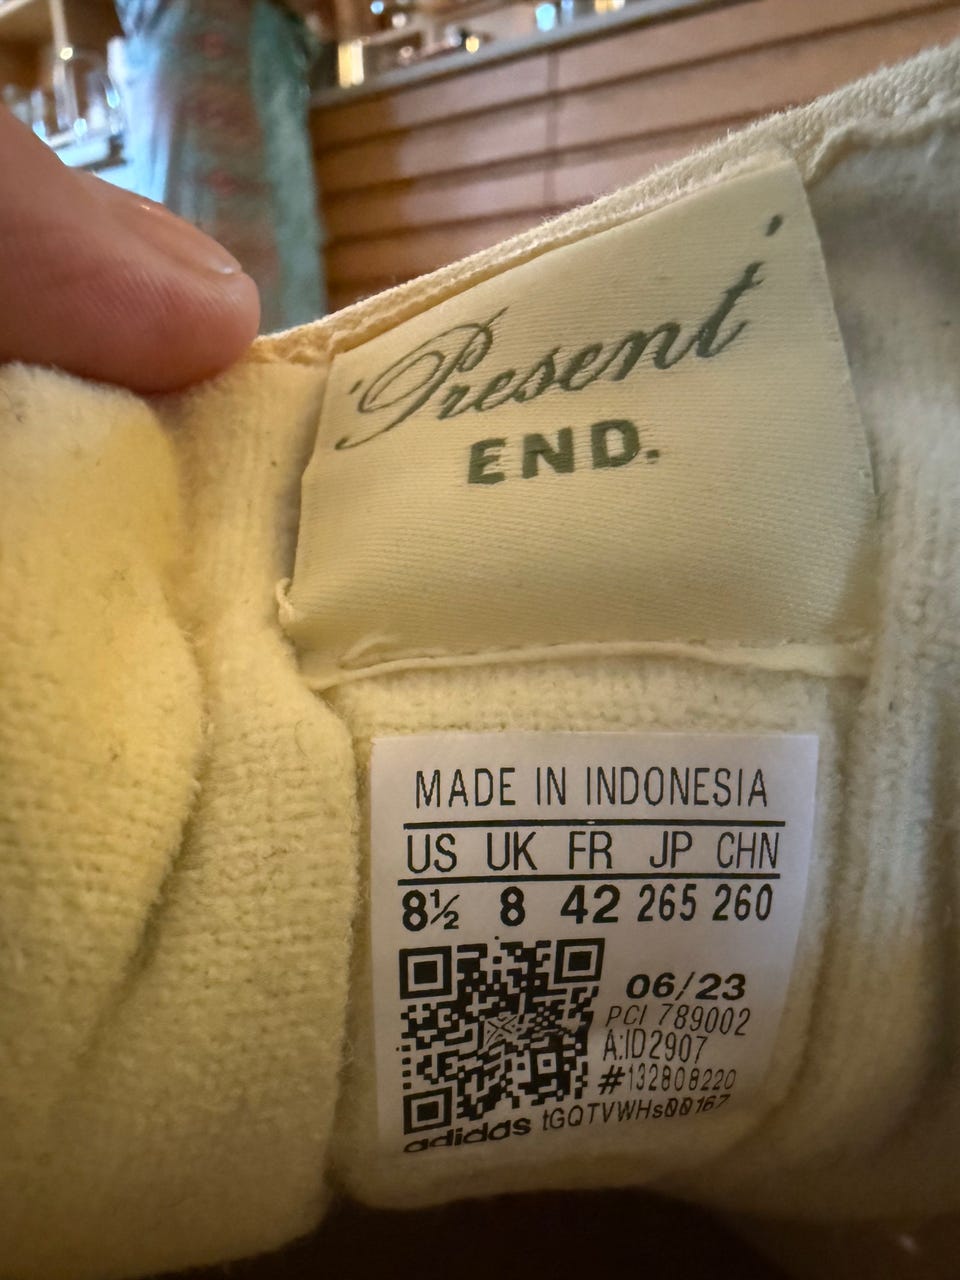 'Present'
END.
MADE IN INDONESIA
US UK FR JP CHN
8½ 8 42 265 260
06/23
PCI 789002
A:ID2907
#132808220
adidas tGQTVWHs00167